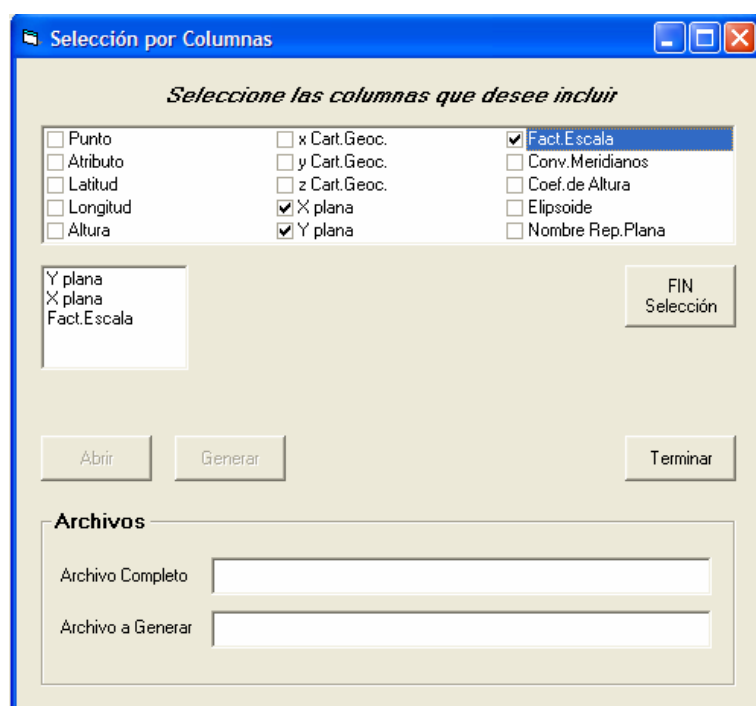 Selección por Columnas
Seleccione las columnas que desee incluir
Punto x Cart.Geoc. Fact.Escala
Atributo y Cart.Geoc. Conv.Meridianos
Latitud z Cart.Geoc. Coef.de Altura
Longitud X plana Elipsoide
Altura Y plana Nombre Rep.Plana
Y plana
X plana
Fact.Escala
FIN
Selección
Abrir Generar Terminar
Archivos
Archivo Completo
Archivo a Generar